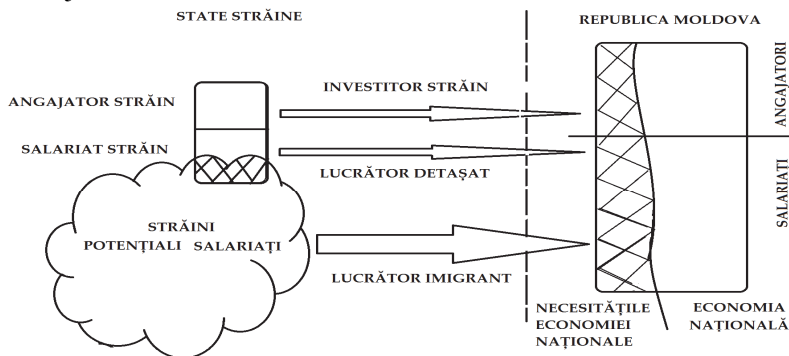 STATE STRĂINE
REPUBLICA MOLDOVA
ANGAJATOR STRĂIN
INVESTITOR STRĂIN
ANGAJATORI
SALARIAT STRĂIN
LUCRĂTOR DETAȘAT
SALARIAȚI
STRĂINI
POTENȚIALI SALARIAȚI
LUCRĂTOR IMIGRANT
NECESITĂȚILE
ECONOMIEI
NAȚIONALE
ECONOMIA
NAȚIONALĂ